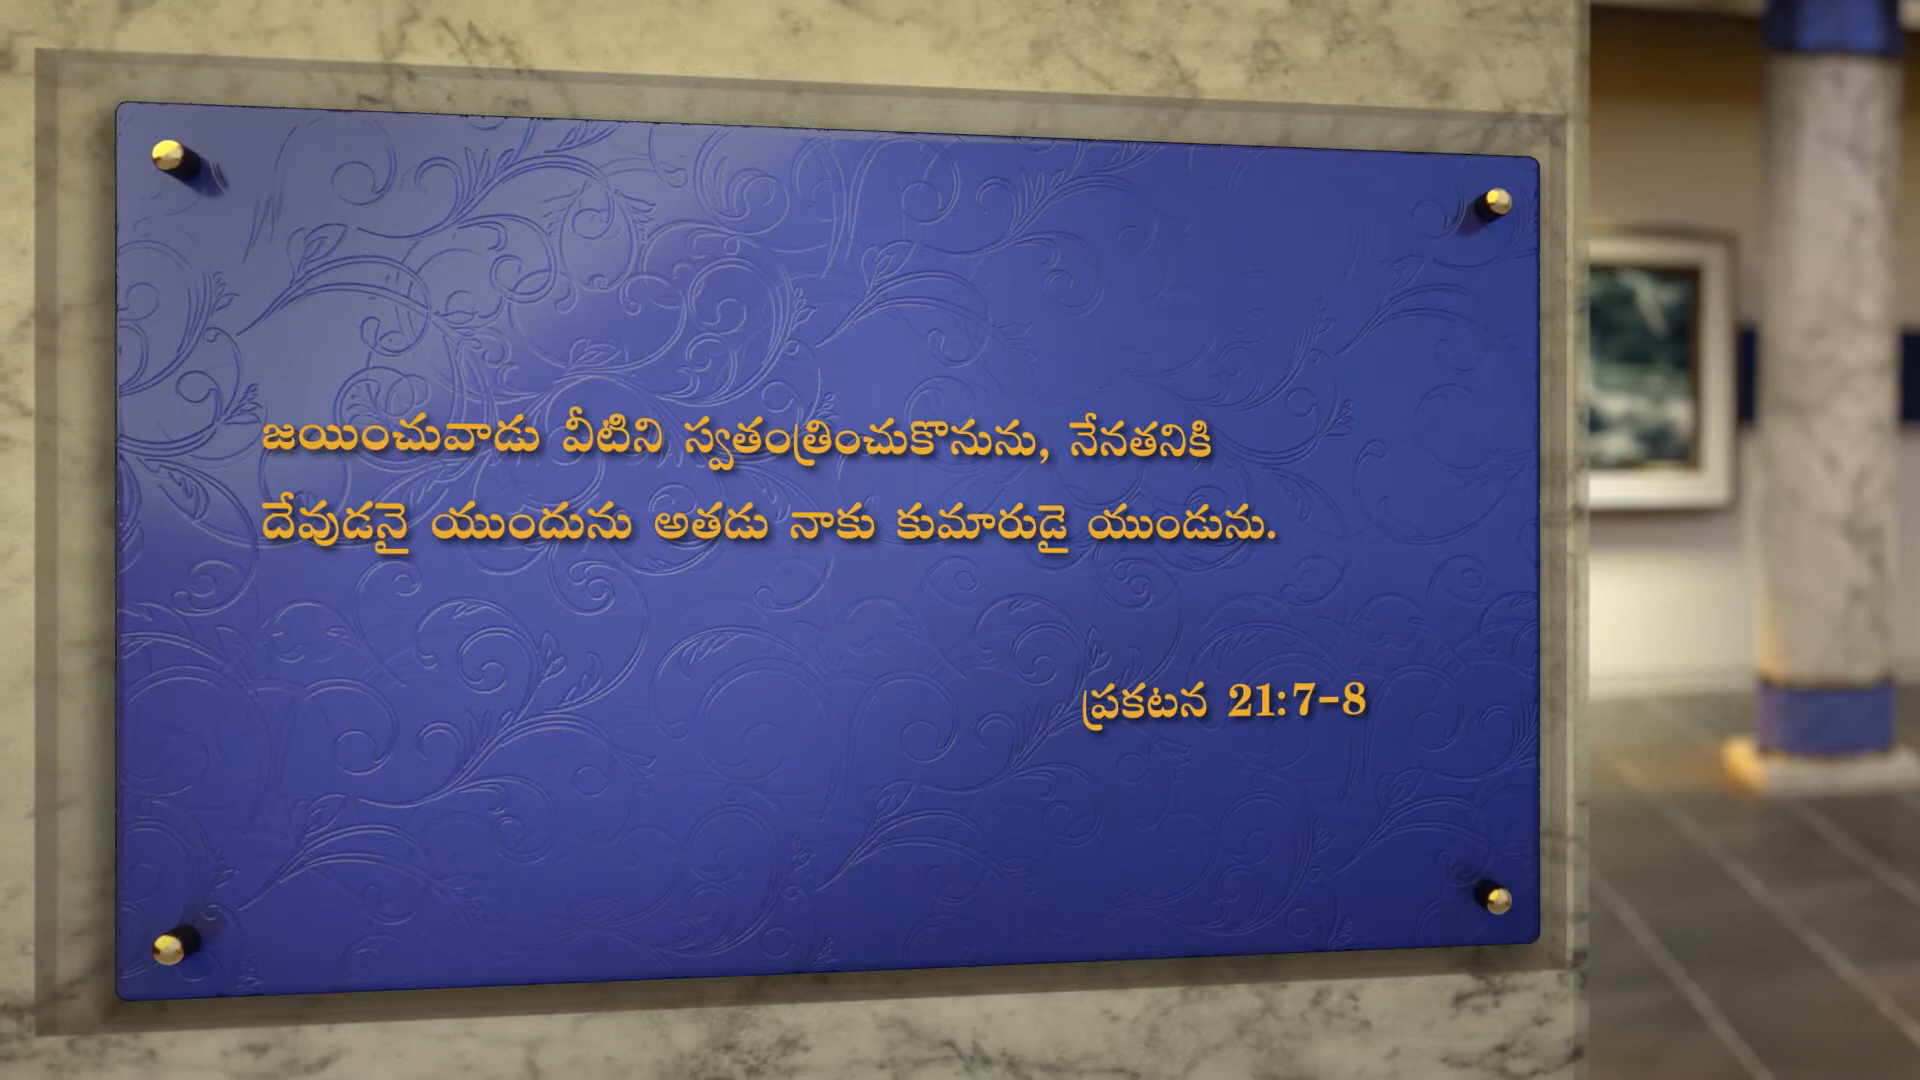 జయించువాడు వీటిని స్వతంత్రించుకొనును, నేనతనికి
దేవుడనై యుందును అతడు నాకు కుమారుడై యుండును.
ప్రకటన 21:7-8